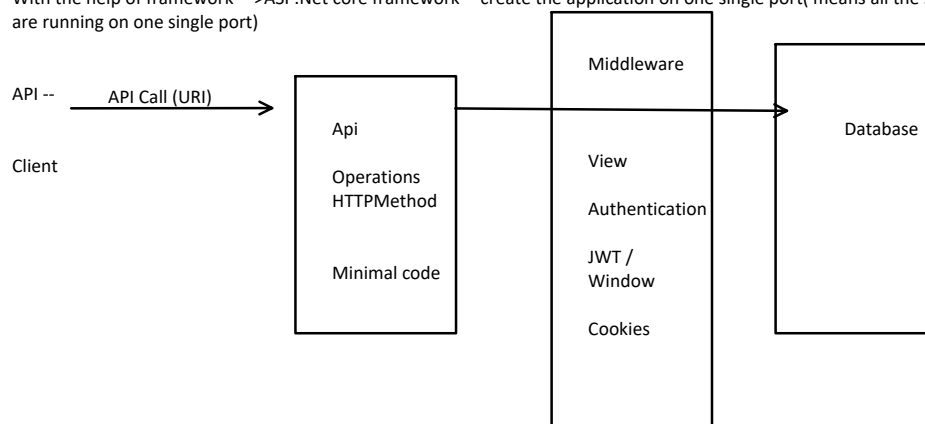 With the help of framework -->ASP.Net core framework -- create the application on one single port( means all the
are running on one single port)
Middleware
API --
API Call (URI)
Api
Database
Client
View
Operations
HTTPMethod
Authentication
JWT /
Window
Minimal code
Cookies